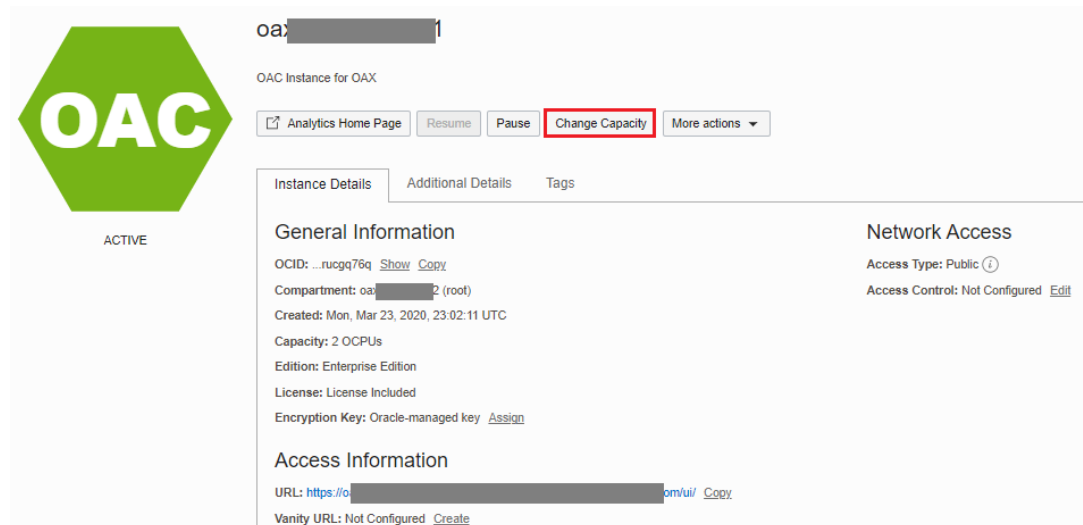 oax 1
OAC Instance for OAX
OAC
Analytics Home Page Resume Pause Change Capacity More actions
Instance Details Additional Details Tags
ACTIVE
General Information
OCID: ...rucgq76q Show Copy
Compartment: oax 2 (root)
Created: Mon, Mar 23, 2020, 23:02:11 UTC
Capacity: 2 OCPUs
Edition: Enterprise Edition
License: License Included
Encryption Key: Oracle-managed key Assign
Network Access
Access Type: Public i
Access Control: Not Configured Edit
Access Information
URL: https://o om/ui/ Copy
Vanity URL: Not Configured Create